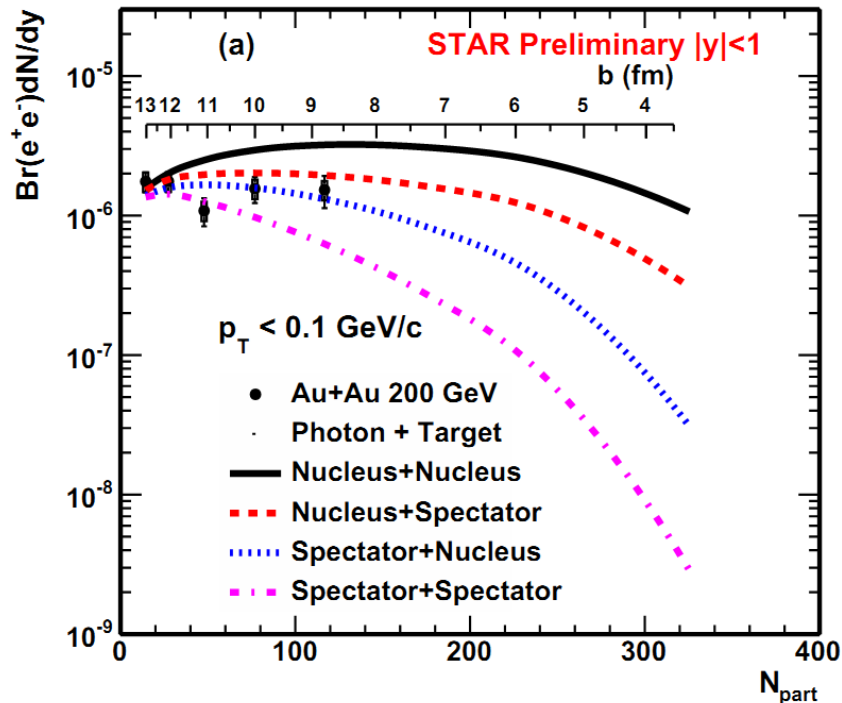 (a)
STAR Preliminary |y|<1
b (fm)
13 12 11 10 9 8 7 6 5 4
Br(e⁺e⁻)dN/dy
10⁻⁵
10⁻⁶
10⁻⁷
10⁻⁸
10⁻⁹
p_T < 0.1 GeV/c
Au+Au 200 GeV
Photon + Target
Nucleus+Nucleus
Nucleus+Spectator
Spectator+Nucleus
Spectator+Spectator
0 100 200 300 400
N_part